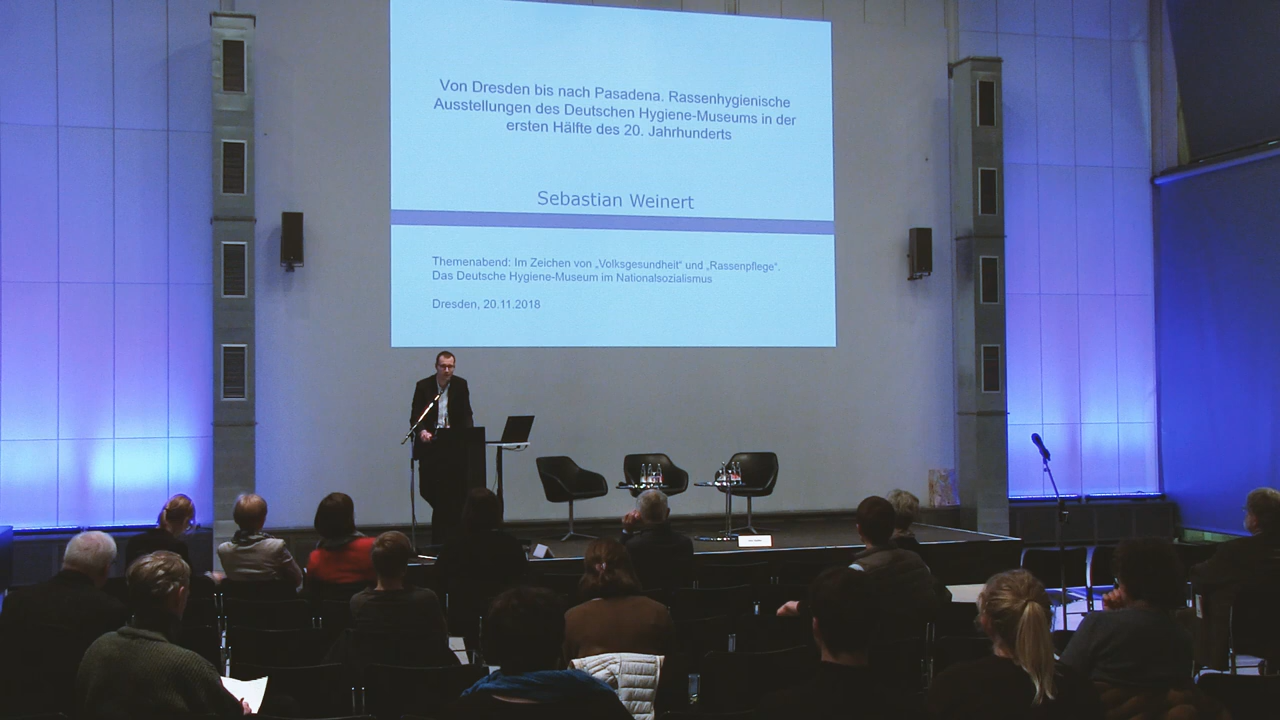 Von Dresden bis nach Pasadena. Rassenhygienische
Ausstellungen des Deutschen Hygiene-Museums in der
ersten Hälfte des 20. Jahrhunderts
Sebastian Weinert
Themenabend: Im Zeichen von „Volksgesundheit“ und „Rassenpflege“.
Das Deutsche Hygiene-Museum im Nationalsozialismus
Dresden, 20.11.2018